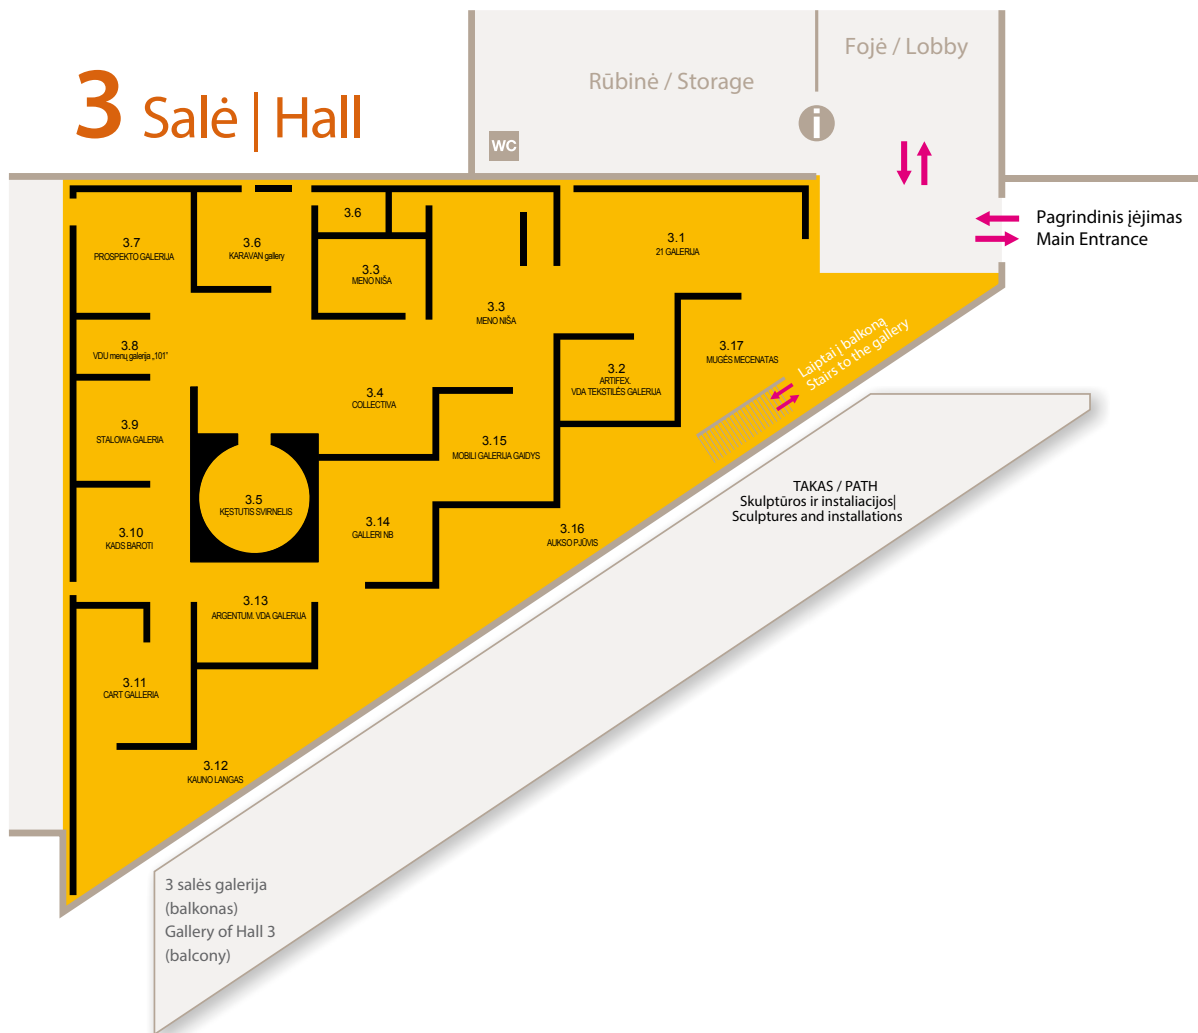 3 Salė | Hall
Rūbinė / Storage
Fojė / Lobby
i
WC
Pagrindinis įėjimas
Main Entrance
3.7
PROSPEKTO GALERIJA
3.6
KARAVAN gallery
3.6
3.3
MENO NIŠA
3.1
21 GALERIJA
3.3
MENO NIŠA
3.8
VDU menų galerija „101"
3.17
MUGĖS MECENATAS
Laiptai į balkoną
Stairs to the gallery
3.2
ARTIFEX.
VDA TEKSTILĖS GALERIJA
3.4
COLLECTIVA
3.9
STALOWA GALERIA
3.15
MOBILI GALERIJA GAIDYS
3.5
KĘSTUTIS SVIRNELIS
TAKAS / PATH
Skulptūros ir instaliacijos|
Sculptures and installations
3.10
KADS BAROTI
3.14
GALLERI NB
3.16
AUKSO PJŪVIS
3.13
ARGENTUM. VDA GALERIJA
3.11
CART GALLERIA
3.12
KAUNO LANGAS
3 salės galerija
(balkonas)
Gallery of Hall 3
(balcony)